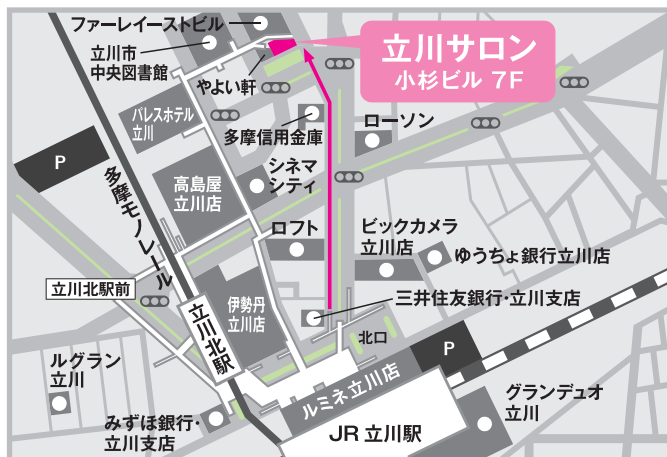 ファーレイーストビル
立川市
中央図書館
やよい軒
立川サロン
小杉ビル 7F
パレスホテル
立川
多摩信用金庫
ローソン
P
多摩モノレール
高島屋
立川店
シネマ
シティ
ロフト
ビックカメラ
立川店
ゆうちょ銀行立川店
立川北駅前
伊勢丹
立川店
立川北駅
三井住友銀行・立川支店
北口
P
ルグラン
立川
ルミネ立川店
グランデュオ
立川
みずほ銀行・
立川支店
JR 立川駅